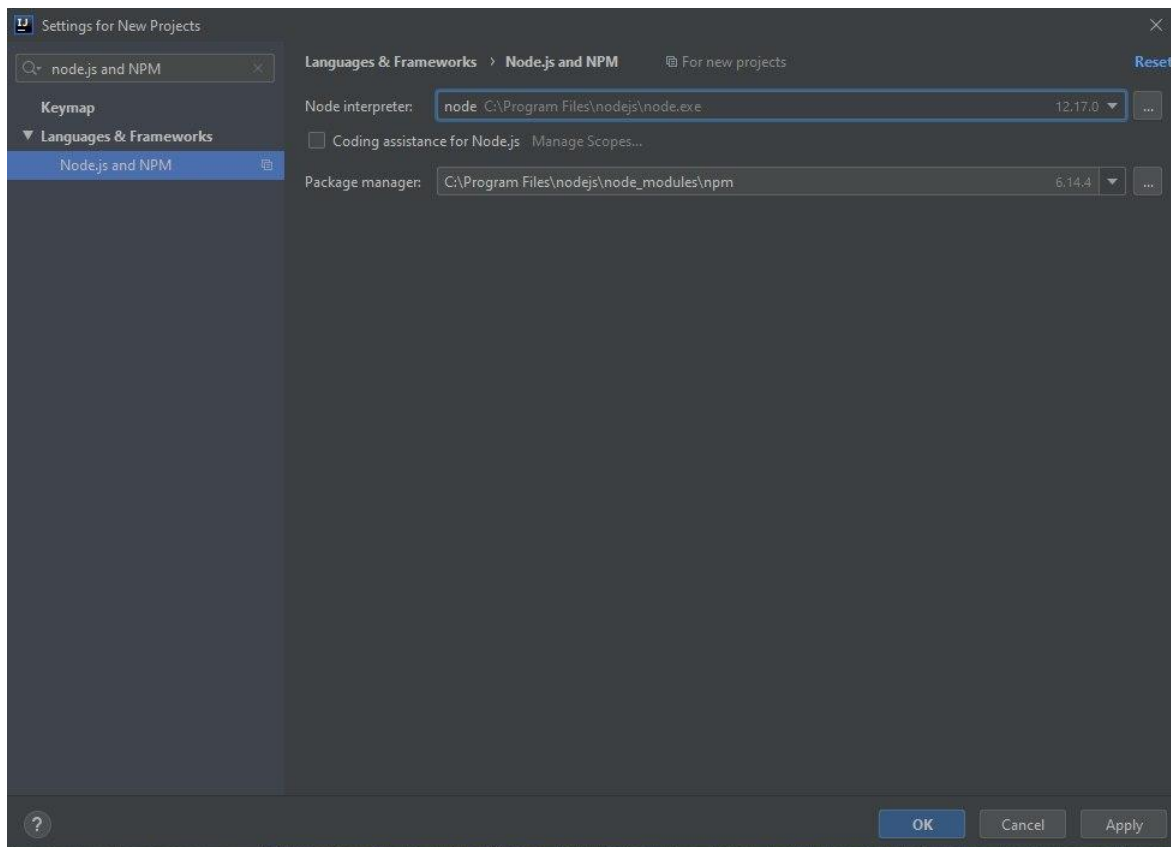 Settings for New Projects
node.js and NPM
Keymap
Languages & Frameworks
Node.js and NPM
Languages & Frameworks › Node.js and NPM For new projects Reset
Node interpreter: node C:\Program Files\nodejs\node.exe 12.17.0 ...
Coding assistance for Node.js Manage Scopes...
Package manager: C:\Program Files\nodejs\node_modules\npm 6.14.4 ...
? OK Cancel Apply